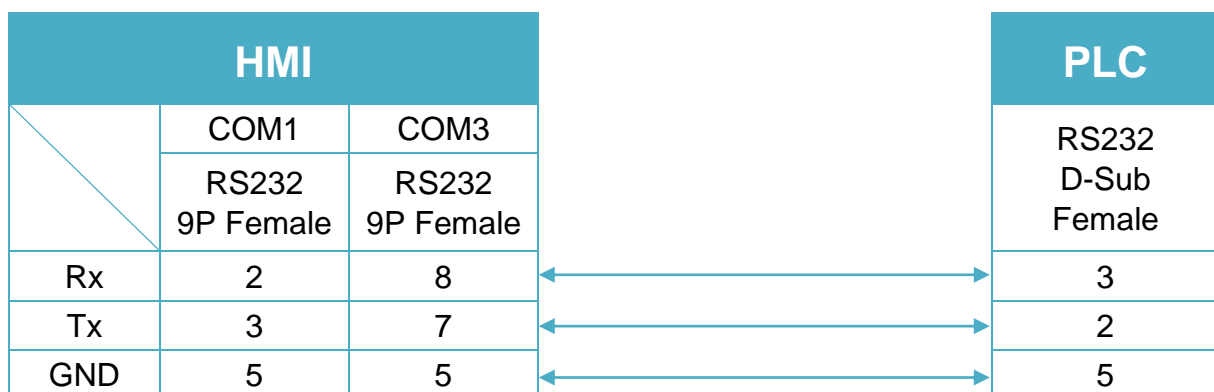 HMI PLC
COM1 COM3
RS232
D-Sub
Female
RS232
9P Female
RS232
9P Female
Rx 2 8 3
Tx 3 7 2
GND 5 5 5